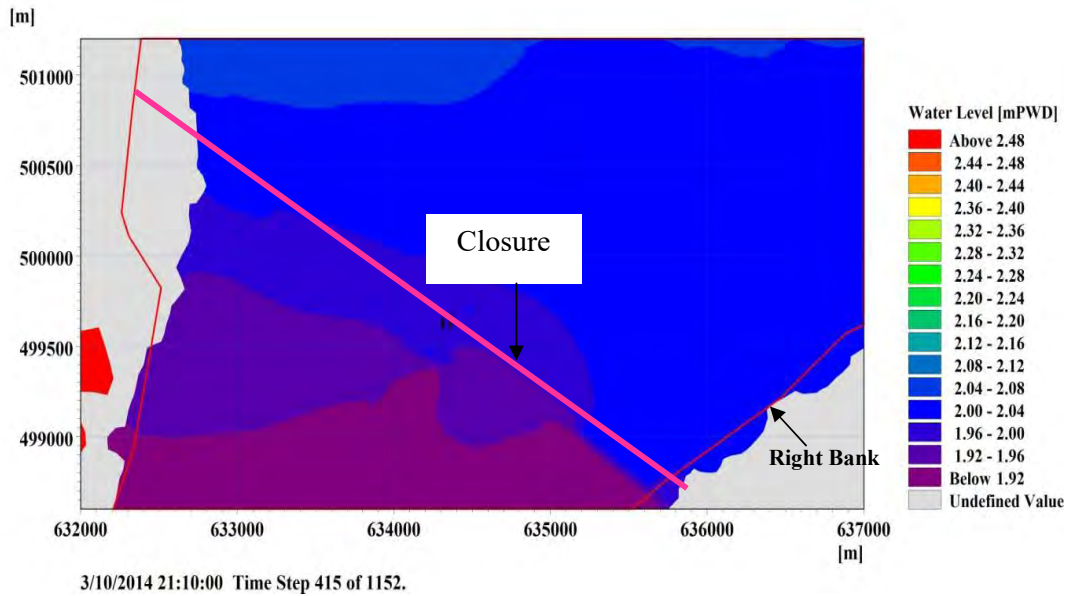 [m]
501000
500500
500000
499500
499000
Closure
Right Bank
632000 633000 634000 635000 636000 637000
[m]
3/10/2014 21:10:00 Time Step 415 of 1152.
Water Level [mPWD]
Above 2.48
2.44 - 2.48
2.40 - 2.44
2.36 - 2.40
2.32 - 2.36
2.28 - 2.32
2.24 - 2.28
2.20 - 2.24
2.16 - 2.20
2.12 - 2.16
2.08 - 2.12
2.04 - 2.08
2.00 - 2.04
1.96 - 2.00
1.92 - 1.96
Below 1.92
Undefined Value